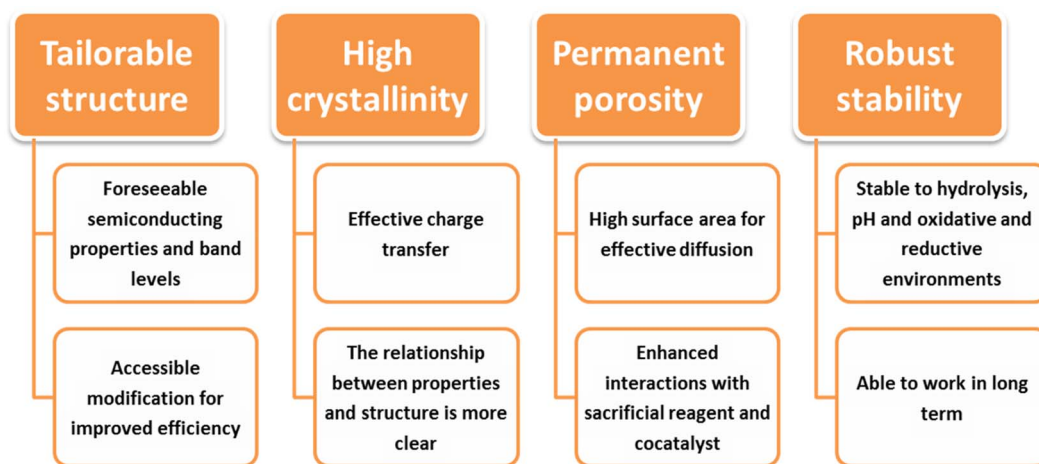 Tailorable
structure
Foreseeable
semiconducting
properties and band
levels
Accessible
modification for
improved efficiency
High
crystallinity
Effective charge
transfer
The relationship
between properties
and structure is more
clear
Permanent
porosity
High surface area for
effective diffusion
Enhanced
interactions with
sacrificial reagent and
cocatalyst
Robust
stability
Stable to hydrolysis,
pH and oxidative and
reductive
environments
Able to work in long
term